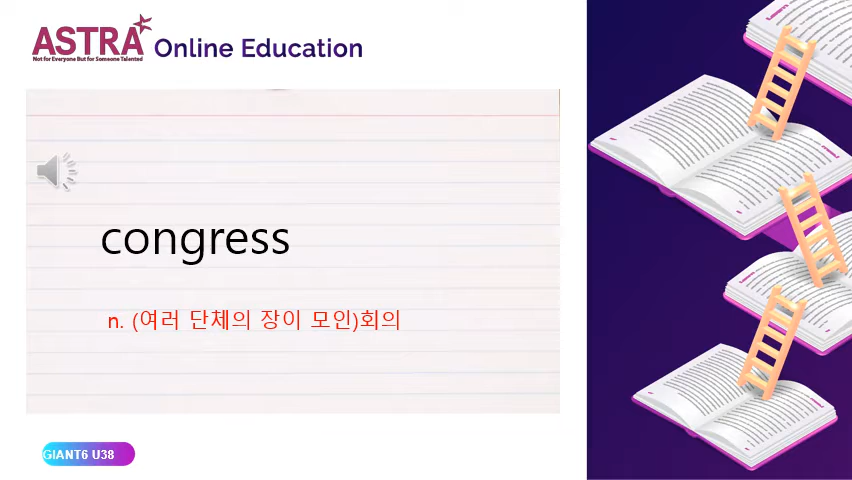 ASTRA Online Education
Not for Everyone But for Someone Talented
congress
n. (여러 단체의 장이 모인)회의
GIANT6 U38